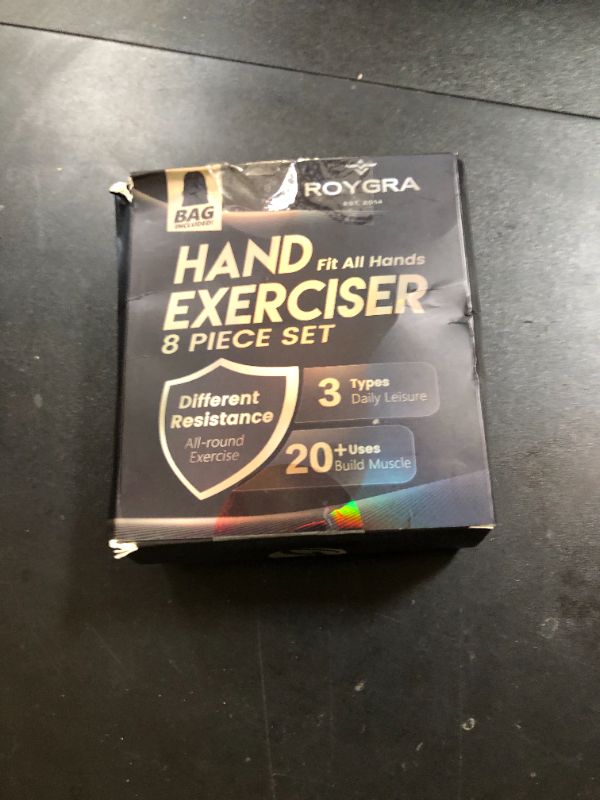 BAG
INCLUDED!
ROYGRA
EST. 2014
HAND Fit All Hands
EXERCISER
8 PIECE SET
Different
Resistance
All-round
Exercise
3 Types
Daily Leisure
20+ Uses
Build Muscle